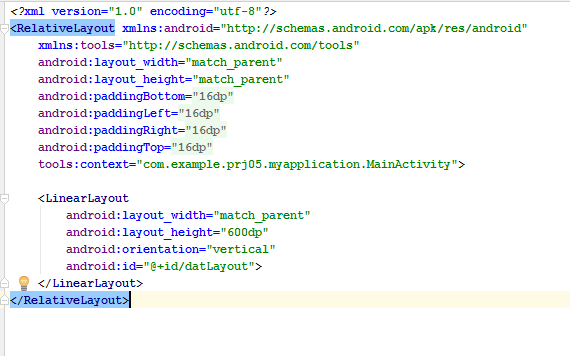 <?xml version="1.0" encoding="utf-8"?>
<RelativeLayout xmlns:android="http://schemas.android.com/apk/res/android"
    xmlns:tools="http://schemas.android.com/tools"
    android:layout_width="match_parent"
    android:layout_height="match_parent"
    android:paddingBottom="16dp"
    android:paddingLeft="16dp"
    android:paddingRight="16dp"
    android:paddingTop="16dp"
    tools:context="com.example.prj05.myapplication.MainActivity">

    <LinearLayout
        android:layout_width="match_parent"
        android:layout_height="600dp"
        android:orientation="vertical"
        android:id="@+id/datLayout">
    </LinearLayout>
</RelativeLayout>